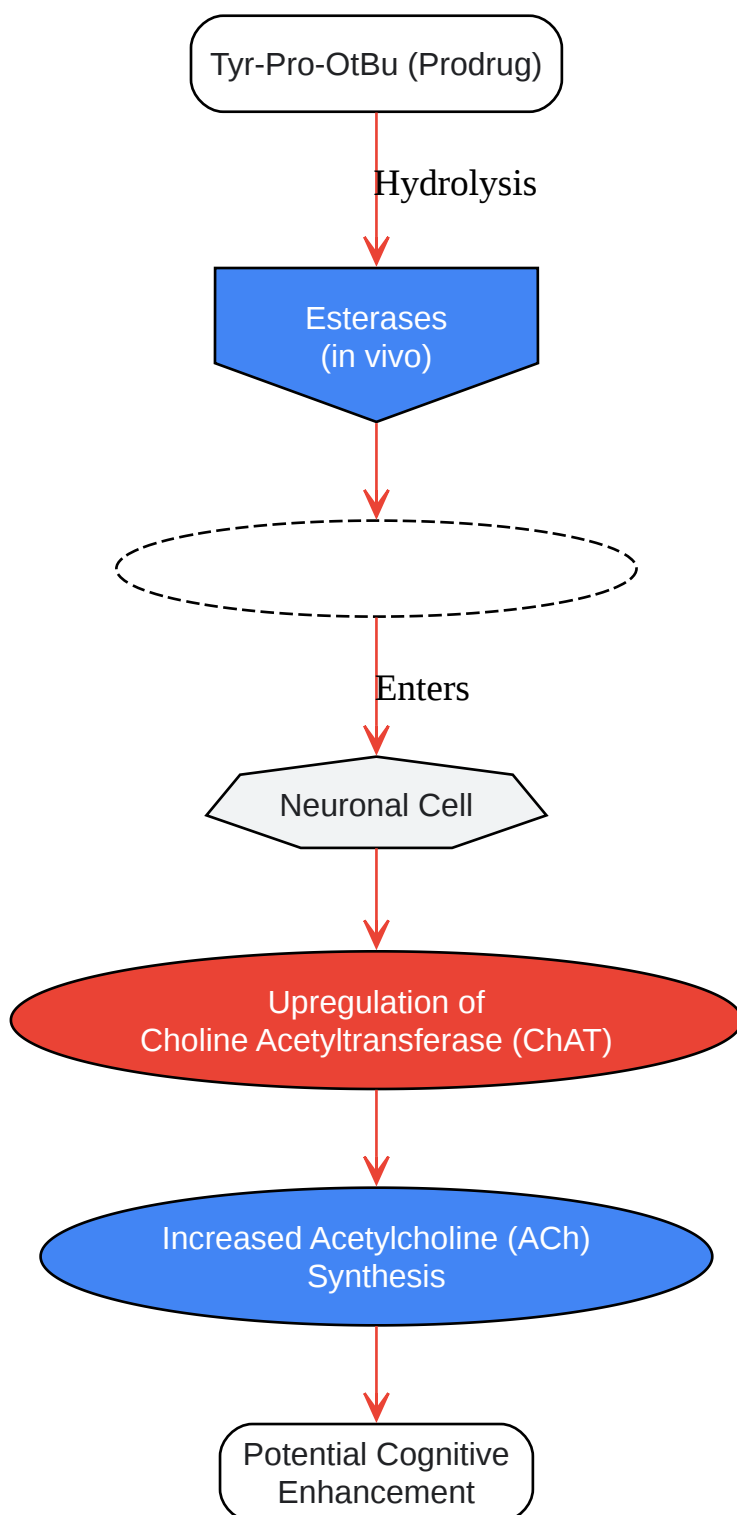 Tyr-Pro-OtBu (Prodrug)
Hydrolysis
Esterases
(in vivo)
Enters
Neuronal Cell
Upregulation of
Choline Acetyltransferase (ChAT)
Increased Acetylcholine (ACh)
Synthesis
Potential Cognitive
Enhancement